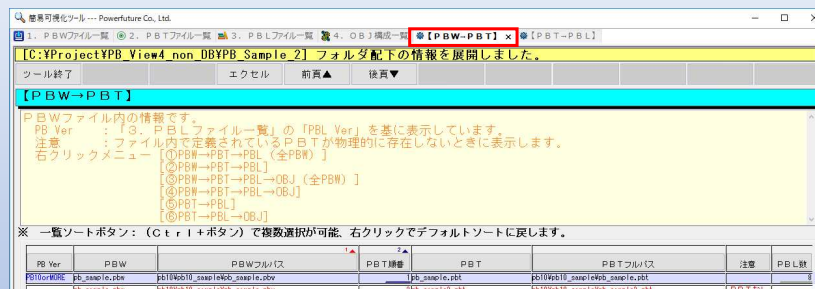 簡易可視化ツール --- Powerfuture Co., Ltd.
1．PBWファイル一覧 2．PBTファイル一覧 3．PBLファイル一覧 4．OBJ構成一覧 【PBW→PBT】 x 【PBT→PBL】
[C:¥Project¥PB_View4_non_DB¥PB_Sample_2] フォルダ配下の情報を展開しました。
ツール終了 エクセル 前頁▲ 後頁▼
【PBW→PBT】
PBWファイル内の情報です。
PB Ver ：「3．PBLファイル一覧」の「PBL Ver」を基に表示しています。
注意 ：ファイル内で定義されているPBTが物理的に存在しないときに表示します。
右クリックメニュー [①PBW→PBT→PBL (全PBW) ]
[②PBW→PBT→PBL]
[③PBW→PBT→PBL→OBJ (全PBW) ]
[④PBW→PBT→PBL→OBJ]
[⑤PBT→PBL]
[⑥PBT→PBL→OBJ]
※ 一覧ソートボタン：（Ctrl+ボタン）で複数選択が可能、右クリックでデフォルトソートに戻します。
1▲ 2▲
PB Ver PBW PBWフルパス PBT順番 PBT PBTフルパス 注意 PBL数
PB10orMORE pb_sample.pbw pb10¥pb10_sample¥pb_sample.pbw 1 pb_sample.pbt pb10¥pb10_sample¥pb_sample.pbt 8